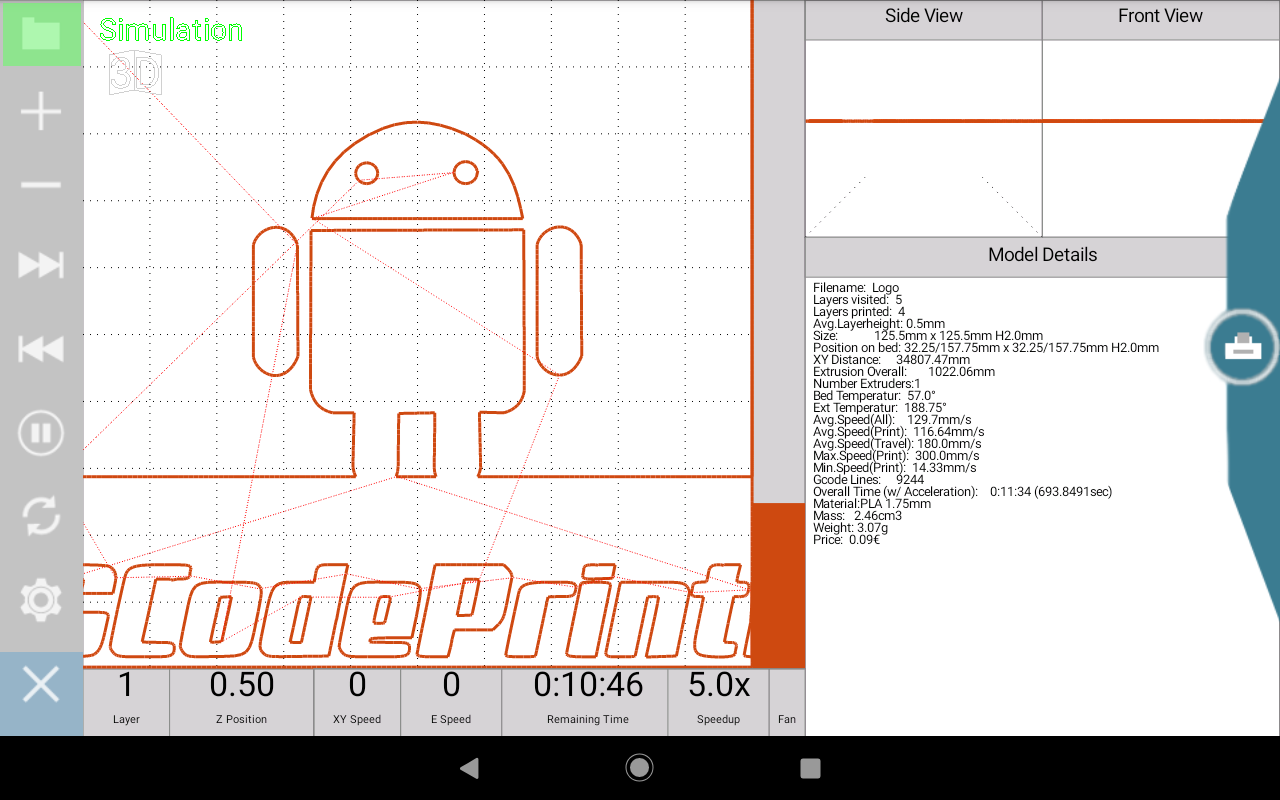 Simulation
3D
Side View
Front View
Model Details
Filename: Logo
Layers visited: 5
Layers printed: 4
Avg.Layerheight: 0.5mm
Size: 125.5mm x 125.5mm H2.0mm
Position on bed: 32.25/157.75mm x 32.25/157.75mm H2.0mm
XY Distance: 34807.47mm
Extrusion Overall: 1022.06mm
Number Extruders:1
Bed Temperatur: 57.0°
Ext Temperatur: 188.75°
Avg.Speed(All): 129.7mm/s
Avg.Speed(Print): 116.64mm/s
Avg.Speed(Travel): 180.0mm/s
Max.Speed(Print): 300.0mm/s
Min.Speed(Print): 14.33mm/s
Gcode Lines: 9244
Overall Time (w/ Acceleration): 0:11:34 (693.8491sec)
Material:PLA 1.75mm
Mass: 2.46cm3
Weight: 3.07g
Price: 0.09€
GCodePrint
1 0.50 0 0 0:10:46 5.0x
Layer Z Position XY Speed E Speed Remaining Time Speedup Fan